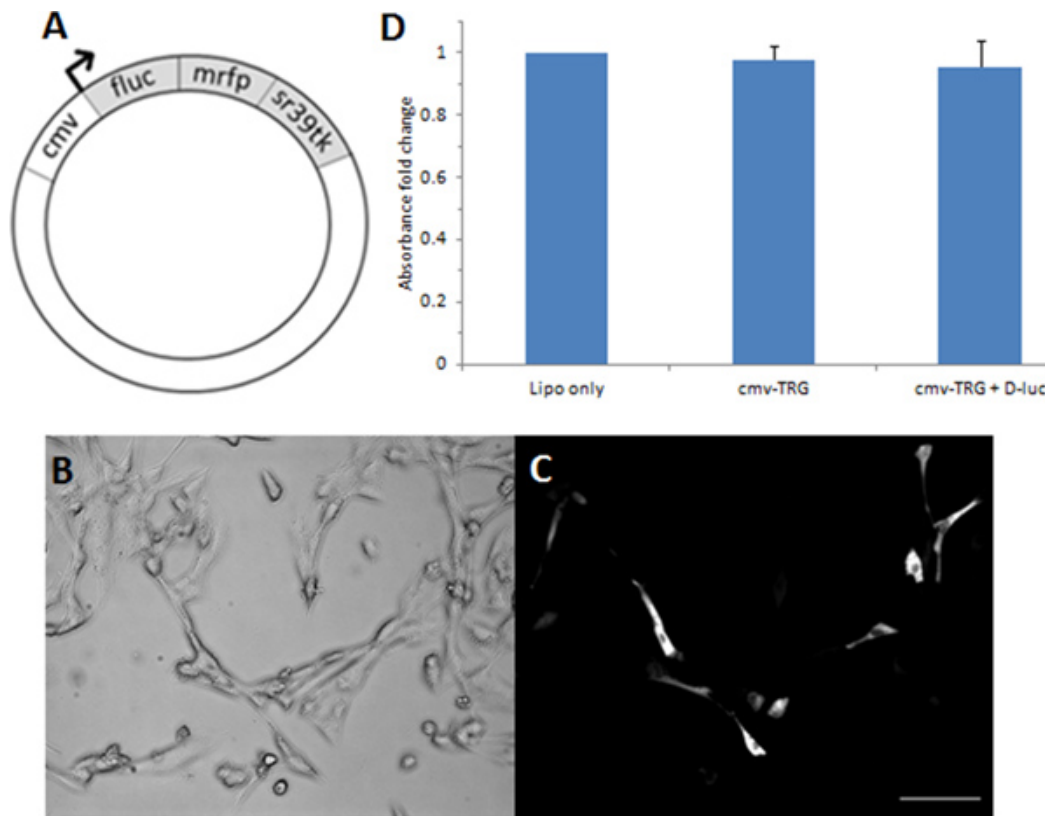 A
cmv
fluc
mrfp
sr39tk
D
Absorbance fold change
1
0.8
0.6
0.4
0.2
0
Lipo only
cmv-TRG
cmv-TRG + D-luc
B
C